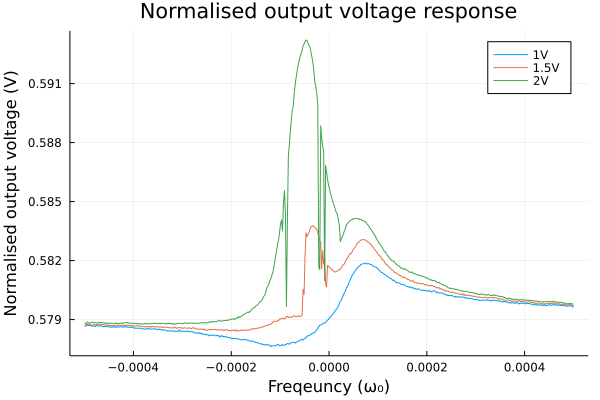 Normalised output voltage response
Normalised output voltage (V)
0.591
0.588
0.585
0.582
0.579
1V
1.5V
2V
−0.0004
−0.0002
0.0000
0.0002
0.0004
Freqeuncy (ω₀)